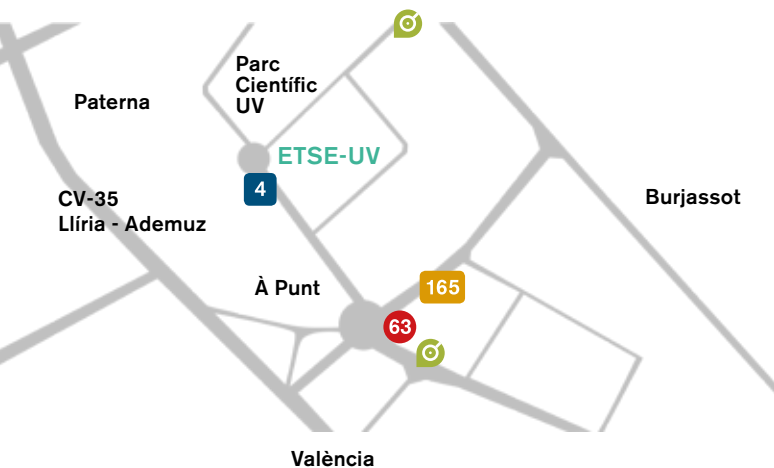 Parc
Científic
UV
Paterna
ETSE-UV
4
CV-35
Llíria - Ademuz
Burjassot
À Punt
165
63
València